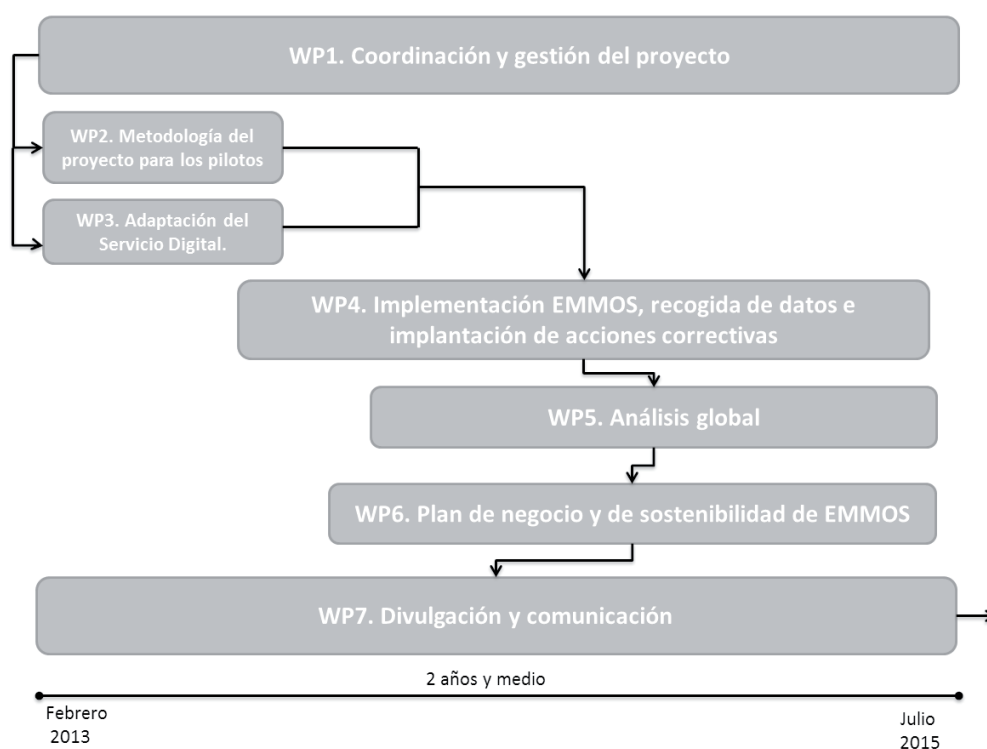 WP1. Coordinación y gestión del proyecto
WP2. Metodología del
proyecto para los pilotos
WP3. Adaptación del
Servicio Digital.
WP4. Implementación EMMOS, recogida de datos e
implantación de acciones correctivas
WP5. Análisis global
WP6. Plan de negocio y de sostenibilidad de EMMOS
WP7. Divulgación y comunicación
2 años y medio
Febrero
2013
Julio
2015